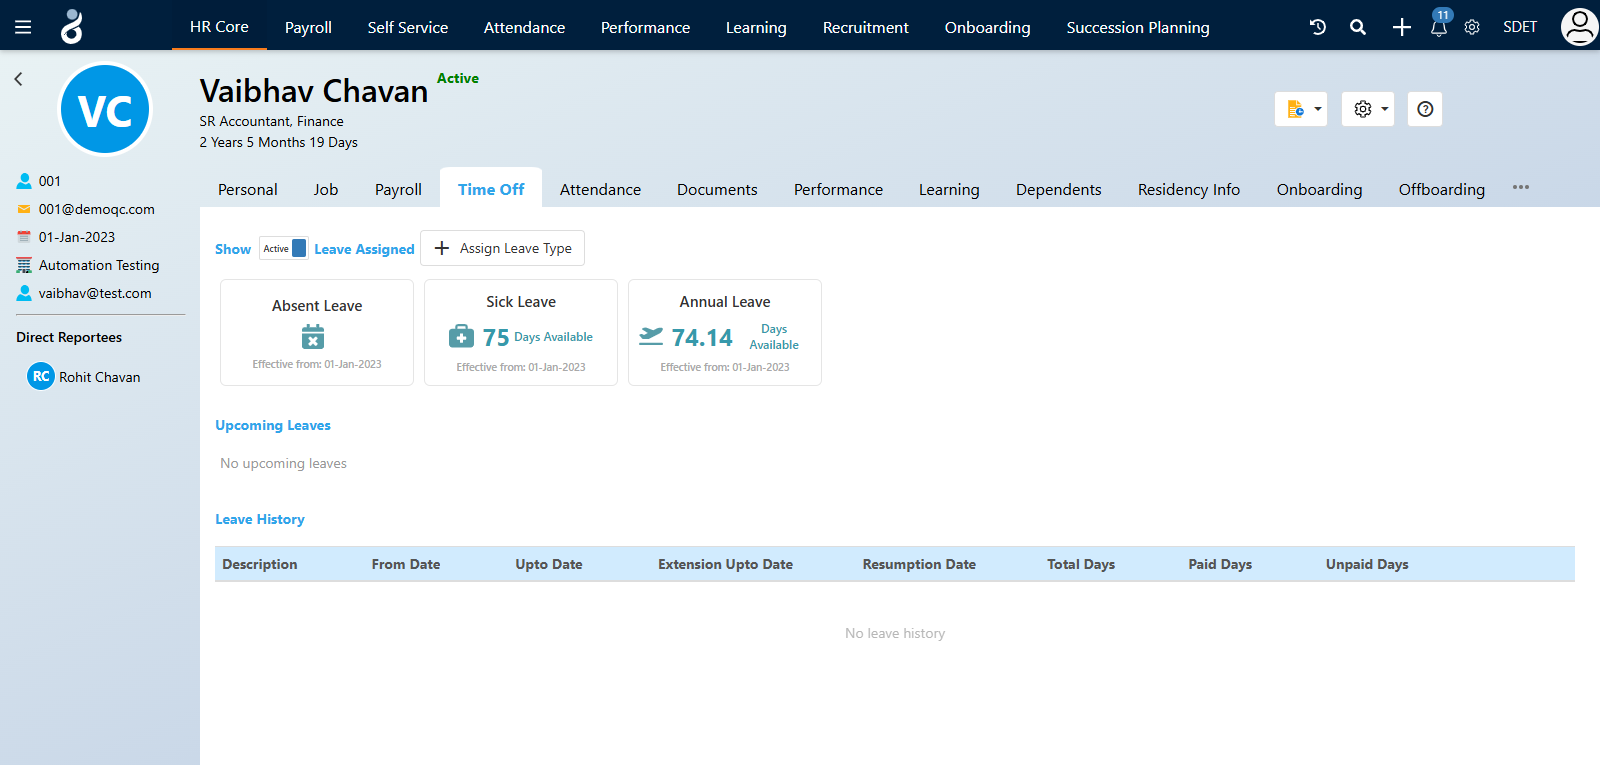 HR Core Payroll Self Service Attendance Performance Learning Recruitment Onboarding Succession Planning 11 SDET
VC
Vaibhav Chavan Active
SR Accountant, Finance
2 Years 5 Months 19 Days
001
001@demoqc.com
01-Jan-2023
Automation Testing
vaibhav@test.com
Direct Reportees
RC Rohit Chavan
Personal Job Payroll Time Off Attendance Documents Performance Learning Dependents Residency Info Onboarding Offboarding
Show Active Leave Assigned Assign Leave Type
Absent Leave
Effective from: 01-Jan-2023
Sick Leave
75 Days Available
Effective from: 01-Jan-2023
Annual Leave
74.14 Days Available
Effective from: 01-Jan-2023
Upcoming Leaves
No upcoming leaves
Leave History
Description From Date Upto Date Extension Upto Date Resumption Date Total Days Paid Days Unpaid Days
No leave history